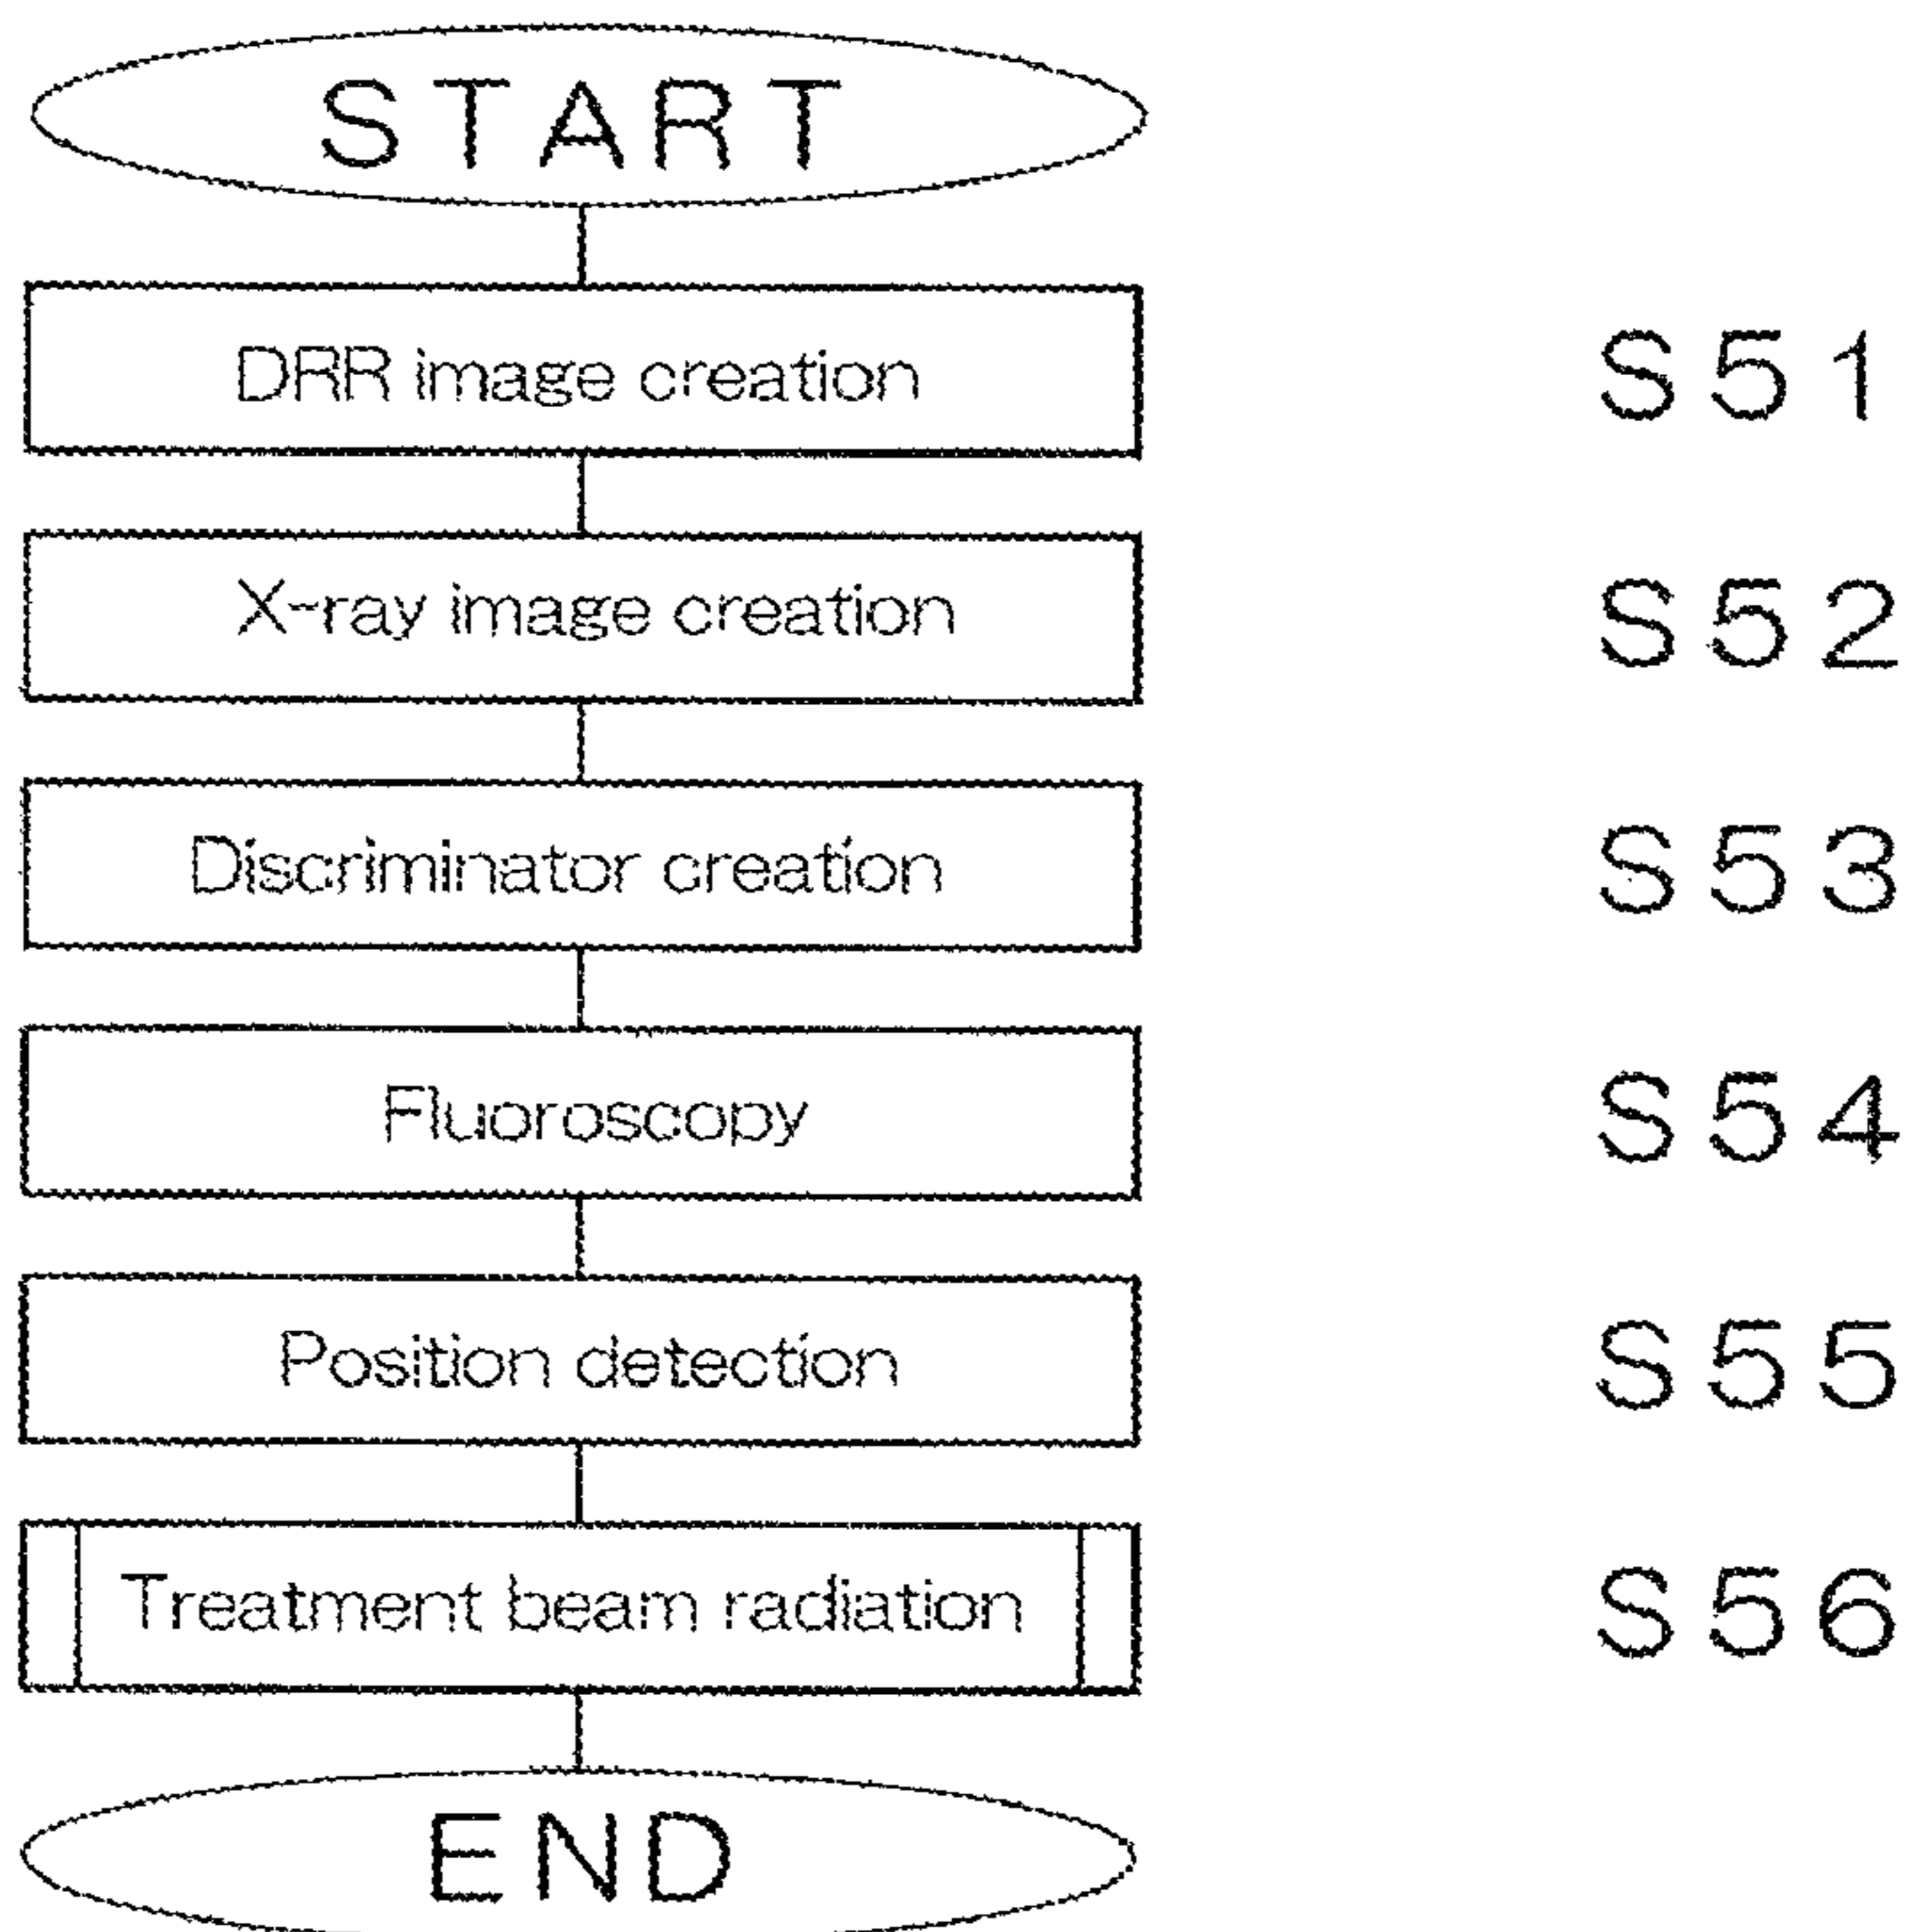 START
DRR image creation S51
X-ray image creation S52
Discriminator creation S53
Fluoroscopy S54
Position detection S55
Treatment beam radiation S56
END